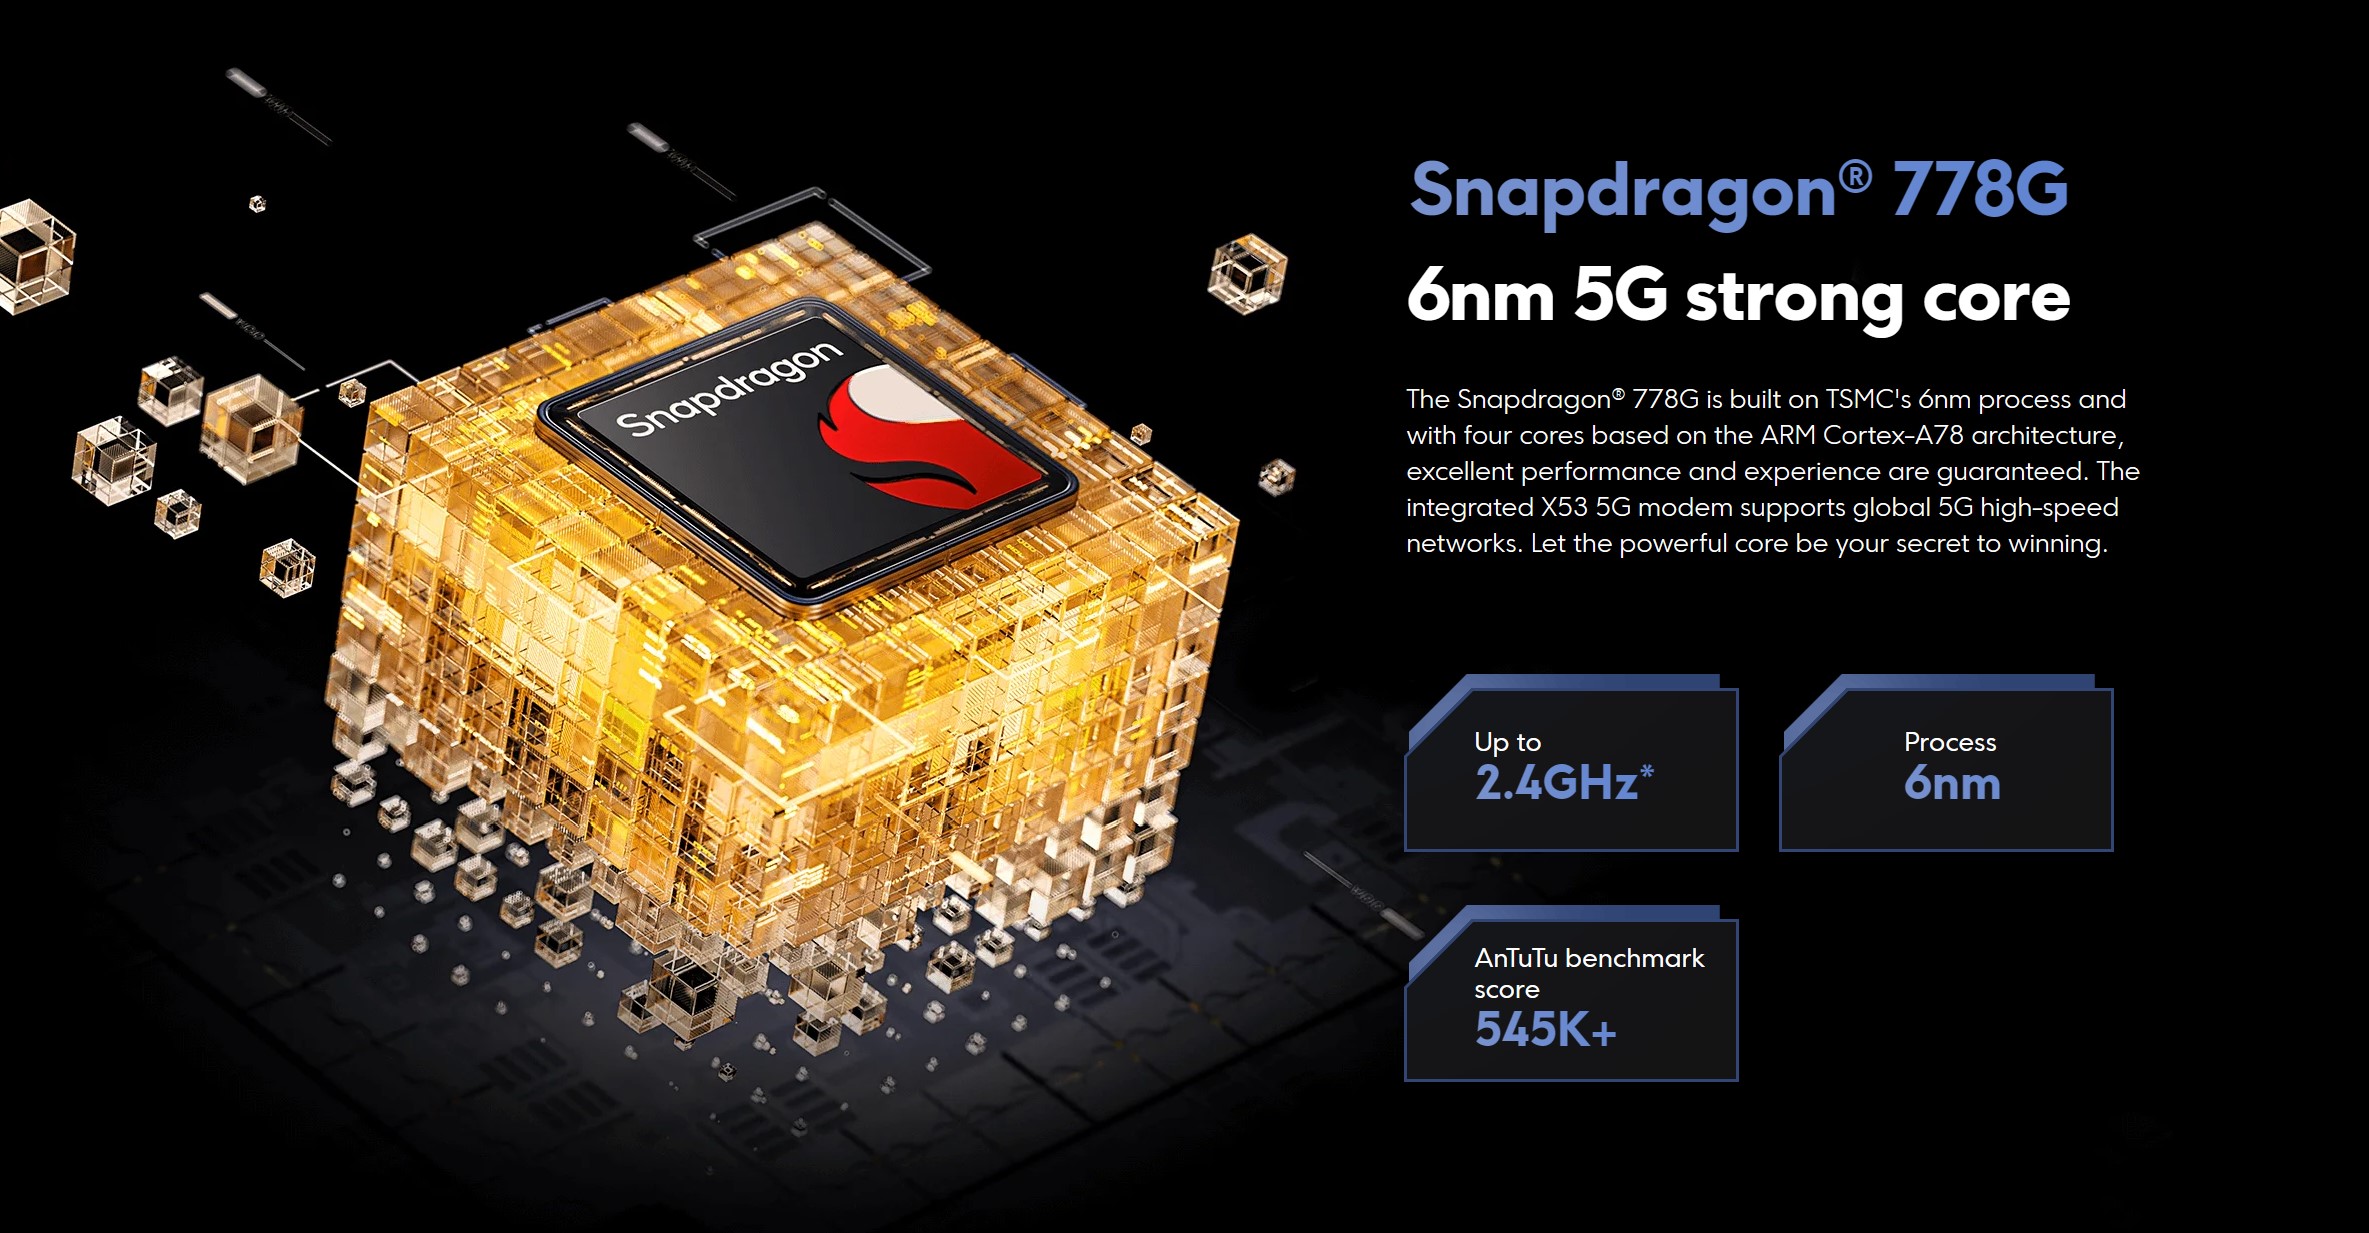 Snapdragon
Snapdragon® 778G
6nm 5G strong core
The Snapdragon® 778G is built on TSMC's 6nm process and
with four cores based on the ARM Cortex-A78 architecture,
excellent performance and experience are guaranteed. The
integrated X53 5G modem supports global 5G high-speed
networks. Let the powerful core be your secret to winning.
Up to
2.4GHz*
Process
6nm
AnTuTu benchmark
score
545K+